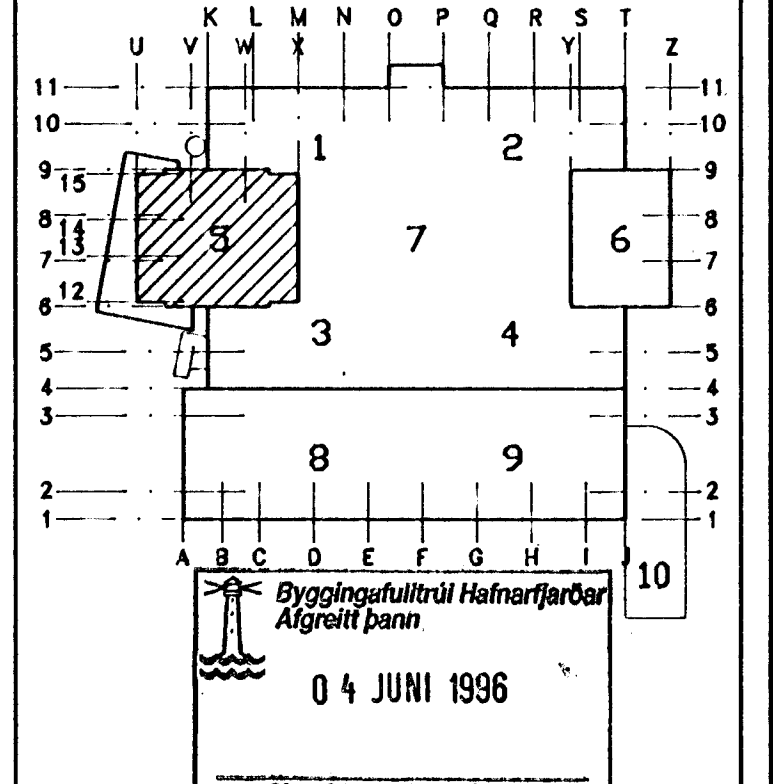 K L M N O P Q R S T
U V W X Y Z
11 11
10 10
1 2
9 9
15
8 8
14
5 7 6
13
7 7
12
6 6
3 4
5 5
4 4
3 3
8 9
2 2
1 1
A B C D E F G H I J
10
Byggingafulltrúi Hafnarfjarðar
Afgreitt þann
04 JUNI 1996